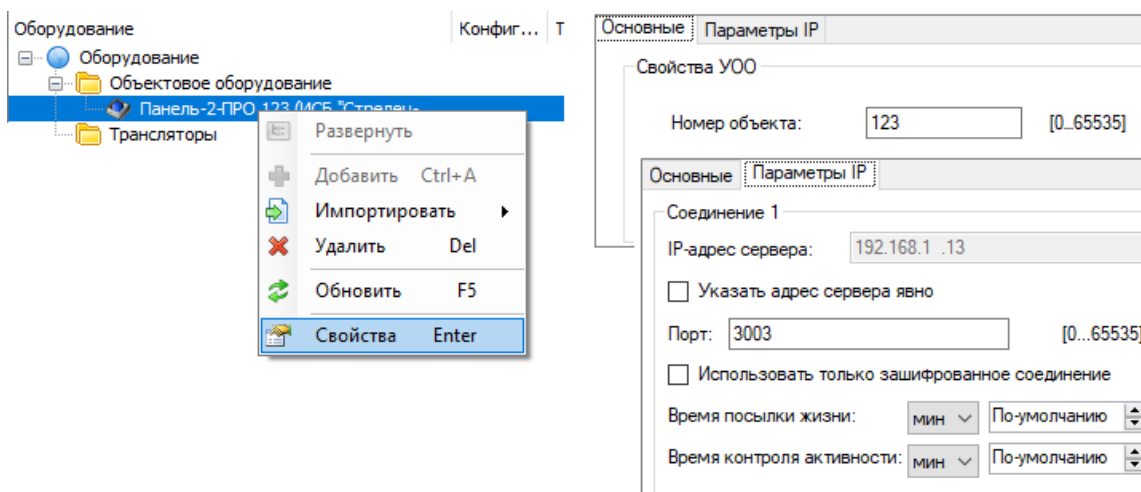 Оборудование Конфиг... Т
Оборудование
Объектовое оборудование
Панель-2-ПРО 123 (ИСБ "Стрелец-
Трансляторы
Развернуть
Добавить Ctrl+A
Импортировать
Удалить Del
Обновить F5
Свойства Enter
Основные Параметры IP
Свойства УОО
Номер объекта: 123 [0...65535]
Основные Параметры IP
Соединение 1
IP-адрес сервера: 192.168.1 .13
Указать адрес сервера явно
Порт: 3003 [0...65535]
Использовать только зашифрованное соединение
Время посылки жизни: мин По-умолчанию
Время контроля активности: мин По-умолчанию